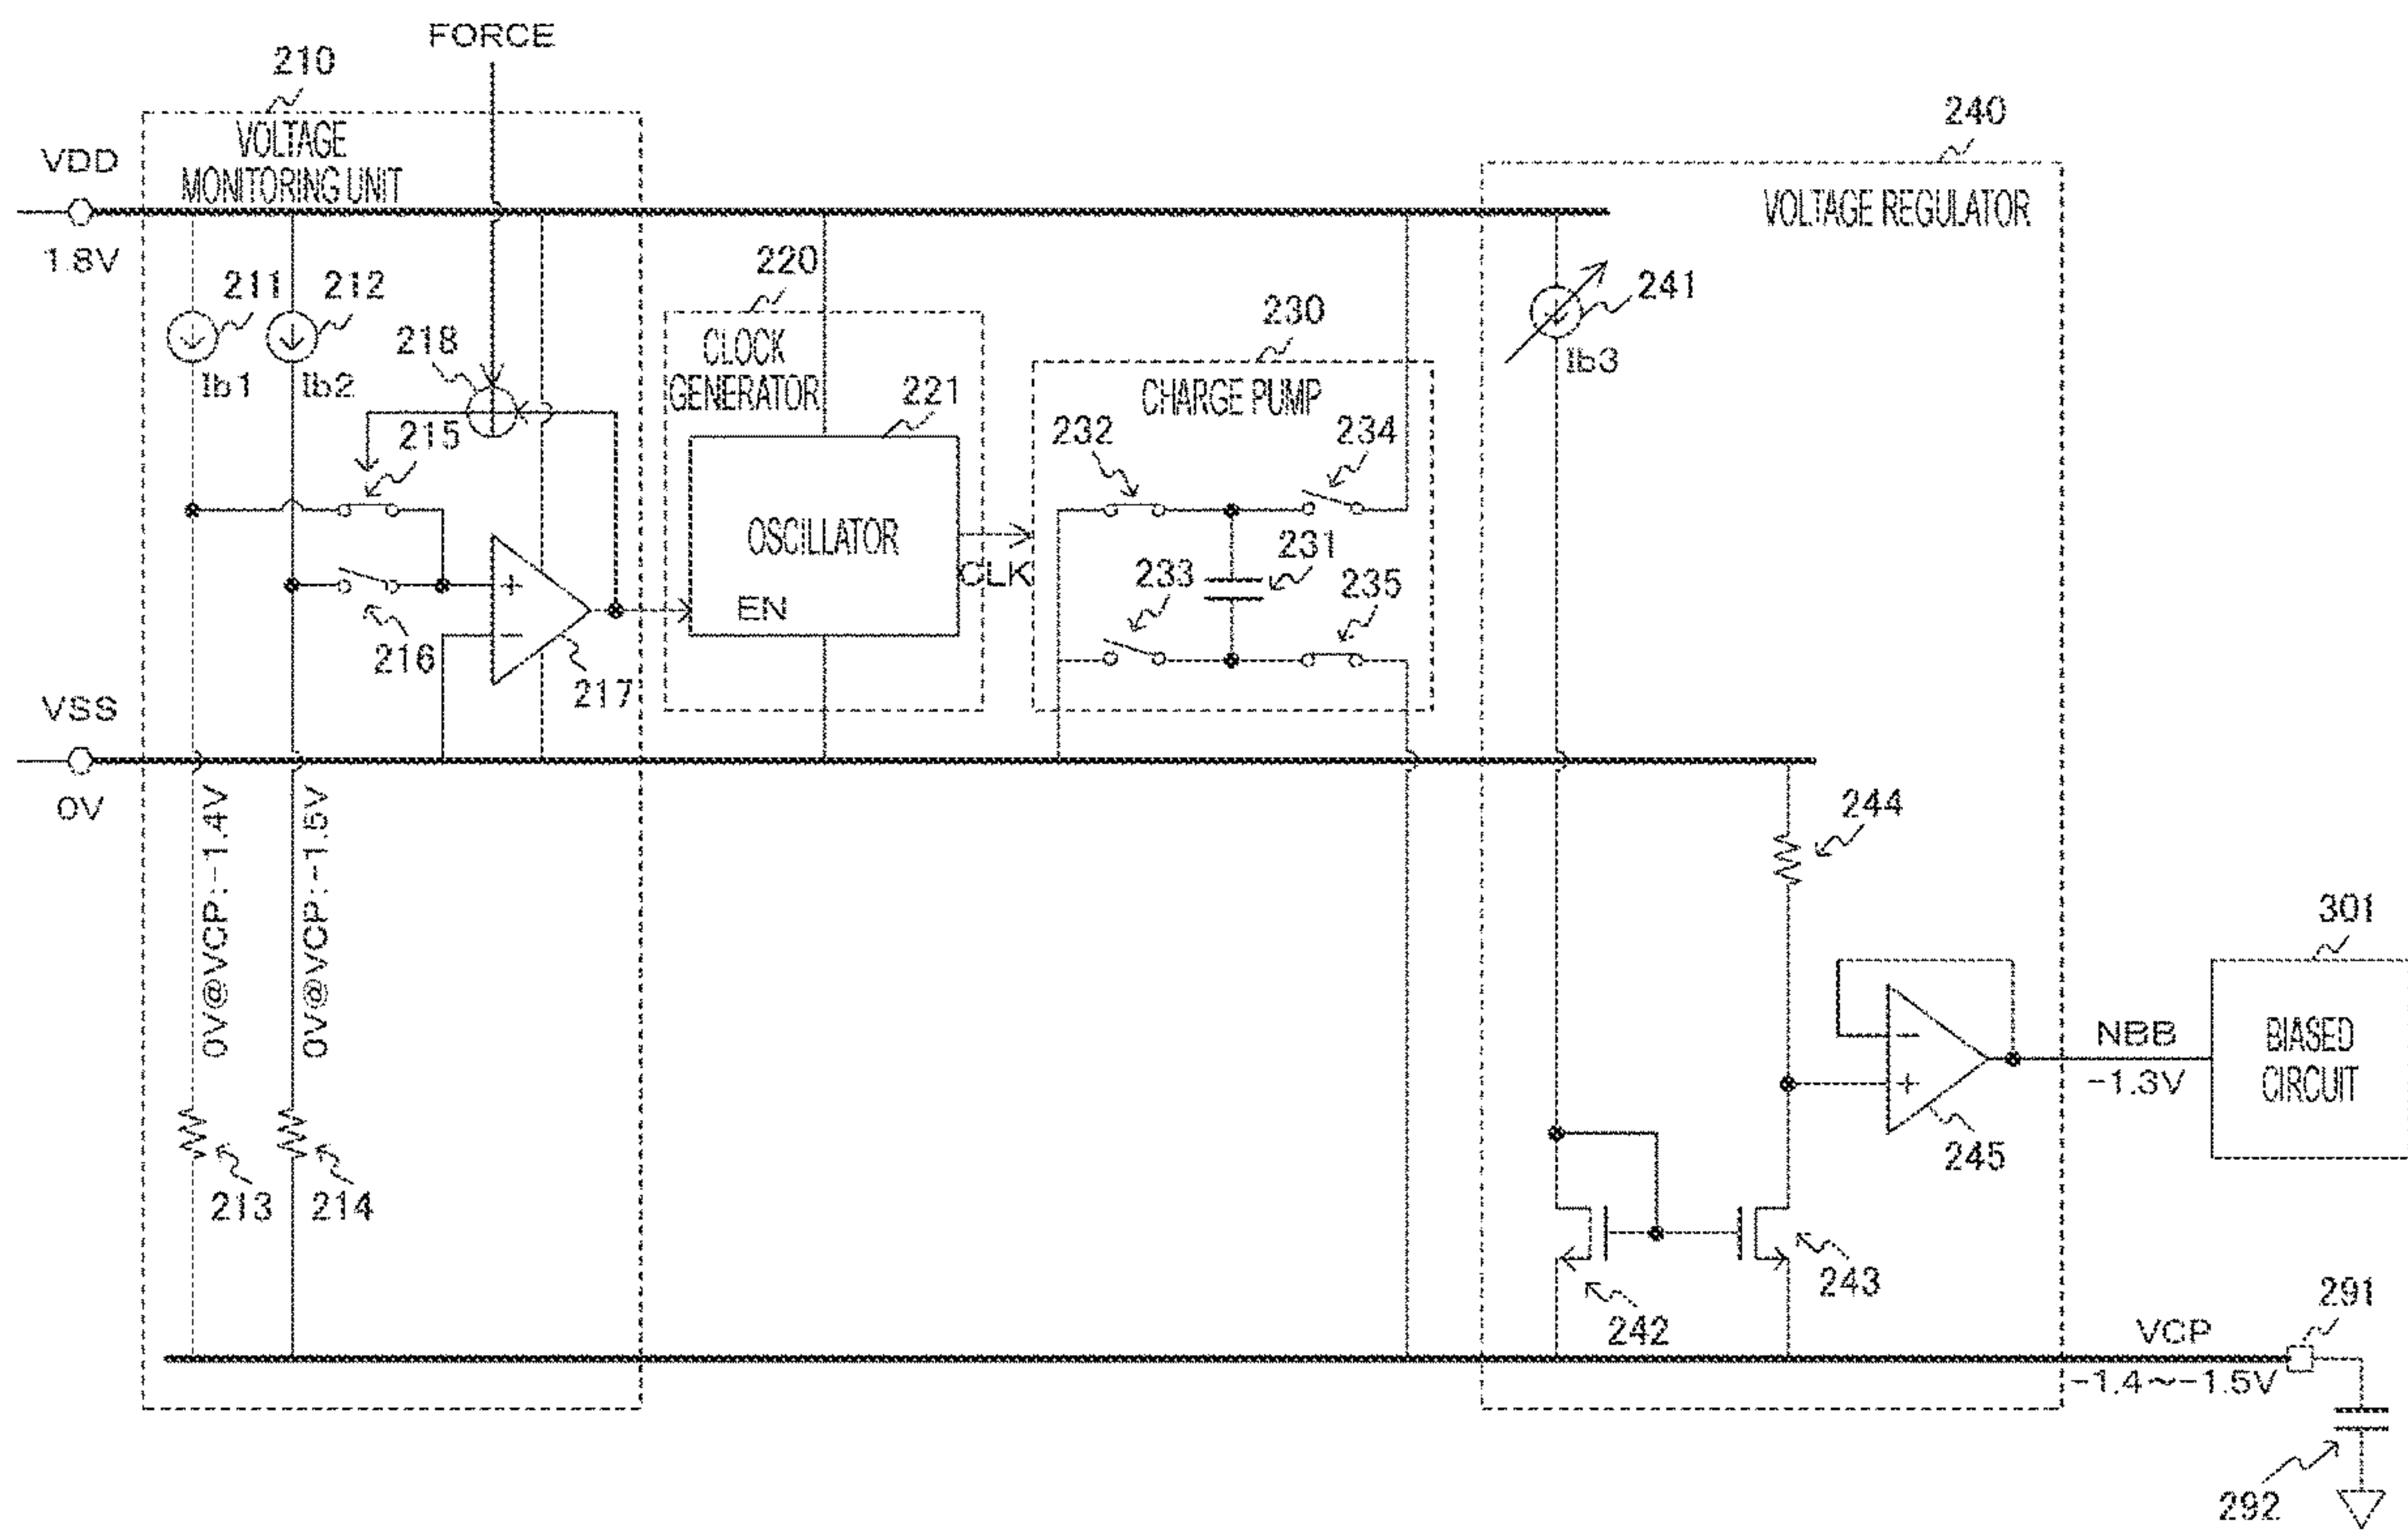 FORCE
210
VOLTAGE
MONITORING UNIT
VDD
1.8V
240
VOLTAGE REGULATOR
211
212
Ib1
Ib2
218
215
220
CLOCK
GENERATOR
221
OSCILLATOR
EN
CLK
230
CHARGE PUMP
232
234
231
233
235
241
Ib3
+
−
216
217
VSS
0V
0V@VCP:-1.4V
0V@VCP:-1.5V
213
214
244
−
+
245
NBB
-1.3V
301
BIASED
CIRCUIT
242
243
VCP
-1.4~-1.5V
291
292